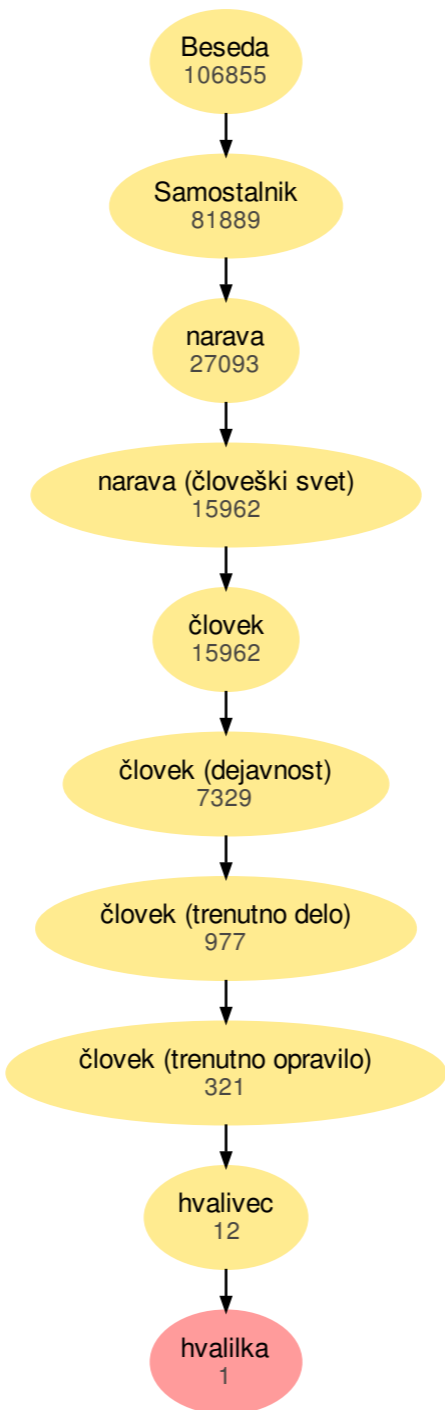 Beseda
106855
Samostalnik
81889
narava
27093
narava (človeški svet)
15962
človek
15962
človek (dejavnost)
7329
človek (trenutno delo)
977
človek (trenutno opravilo)
321
hvalivec
12
hvalilka
1